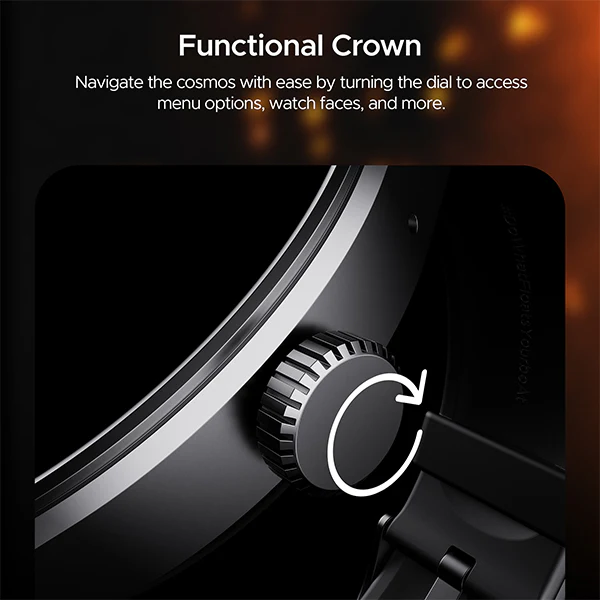 Functional Crown
Navigate the cosmos with ease by turning the dial to access
menu options, watch faces, and more.